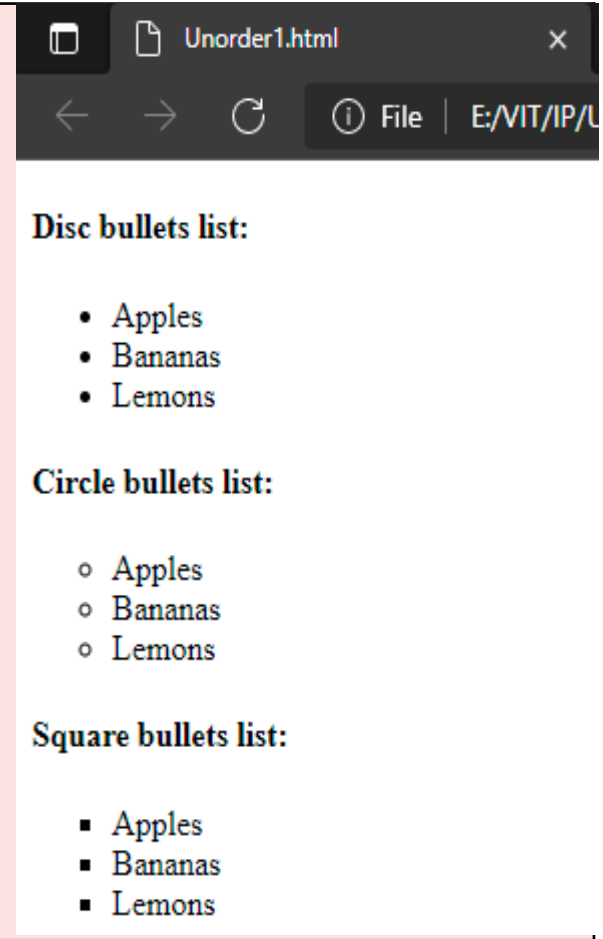 Unorder1.html
File E:/VIT/IP/
Disc bullets list:
Apples
Bananas
Lemons
Circle bullets list:
Apples
Bananas
Lemons
Square bullets list:
Apples
Bananas
Lemons